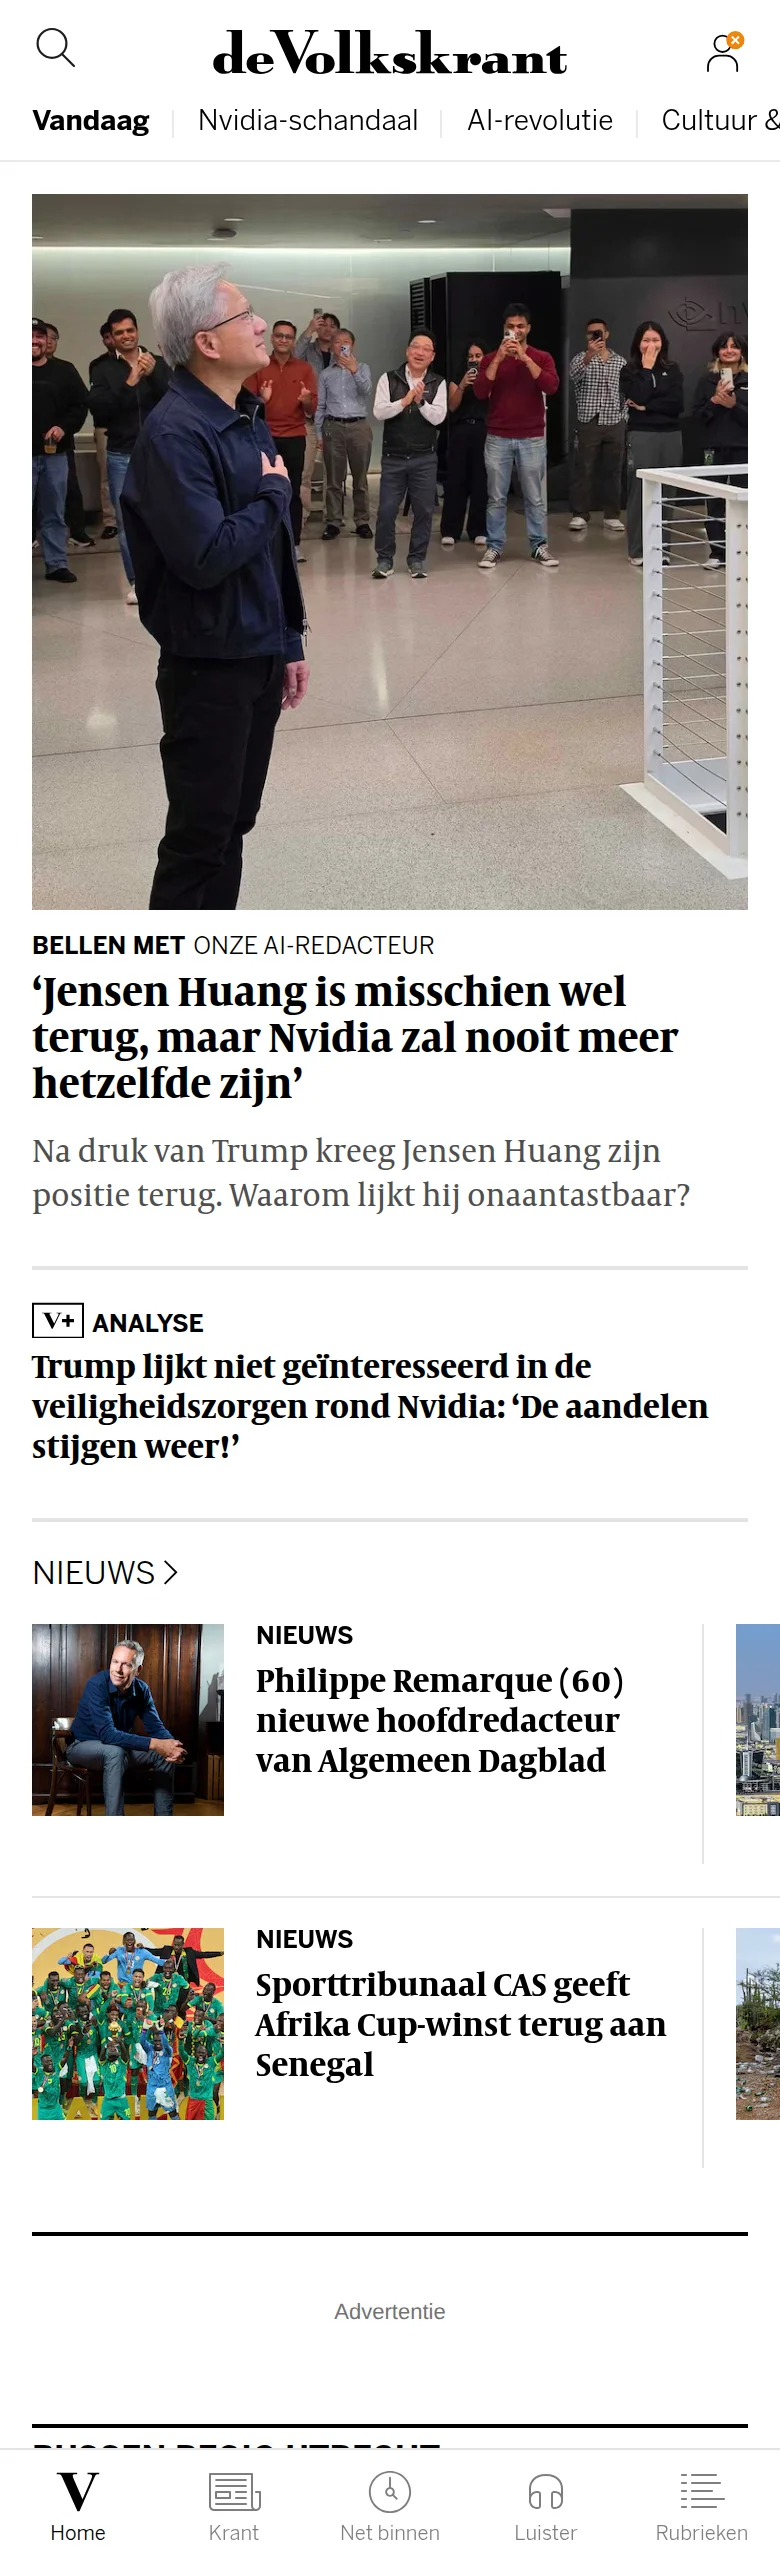 deVolkskrant
Vandaag
Nvidia-schandaal
AI-revolutie
Cultuur &
BELLEN MET ONZE AI-REDACTEUR
‘Jensen Huang is misschien wel
terug, maar Nvidia zal nooit meer
hetzelfde zijn’
Na druk van Trump kreeg Jensen Huang zijn
positie terug. Waarom lijkt hij onaantastbaar?
V+ ANALYSE
Trump lijkt niet geïnteresseerd in de
veiligheidszorgen rond Nvidia: ‘De aandelen
stijgen weer!’
NIEUWS
NIEUWS
Philippe Remarque (60)
nieuwe hoofdredacteur
van Algemeen Dagblad
NIEUWS
Sporttribunaal CAS geeft
Afrika Cup-winst terug aan
Senegal
Advertentie
V
Home
Krant
Net binnen
Luister
Rubrieken